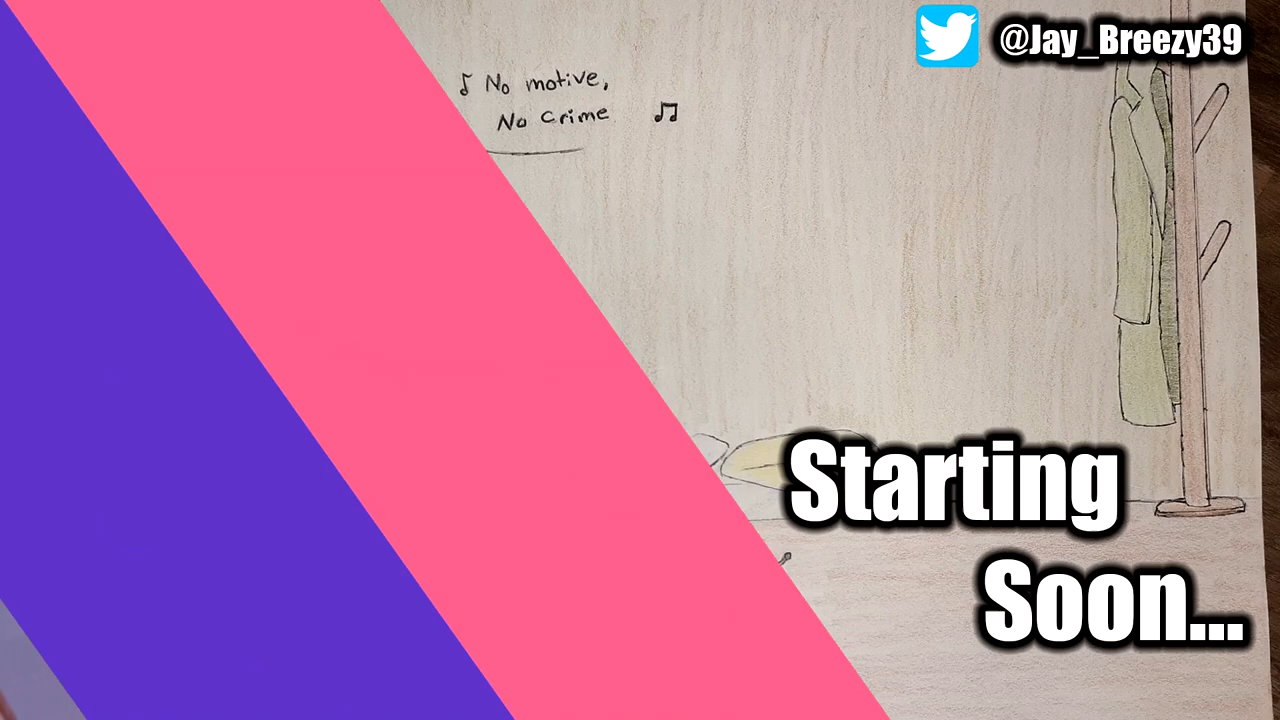 @Jay_Breezy39
♪ No motive,
No Crime ♫
Starting
Soon...